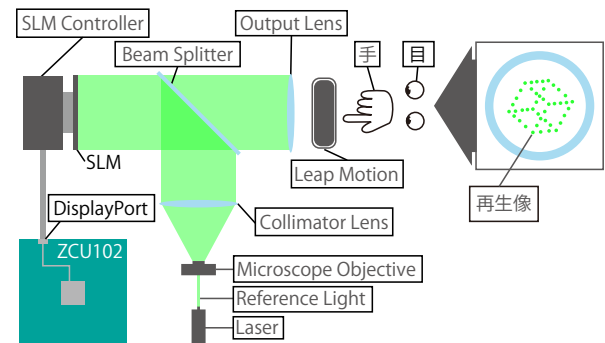 SLM Controller
Output Lens
Beam Splitter
手
目
SLM
Leap Motion
再生像
DisplayPort
Collimator Lens
ZCU102
Microscope Objective
Reference Light
Laser